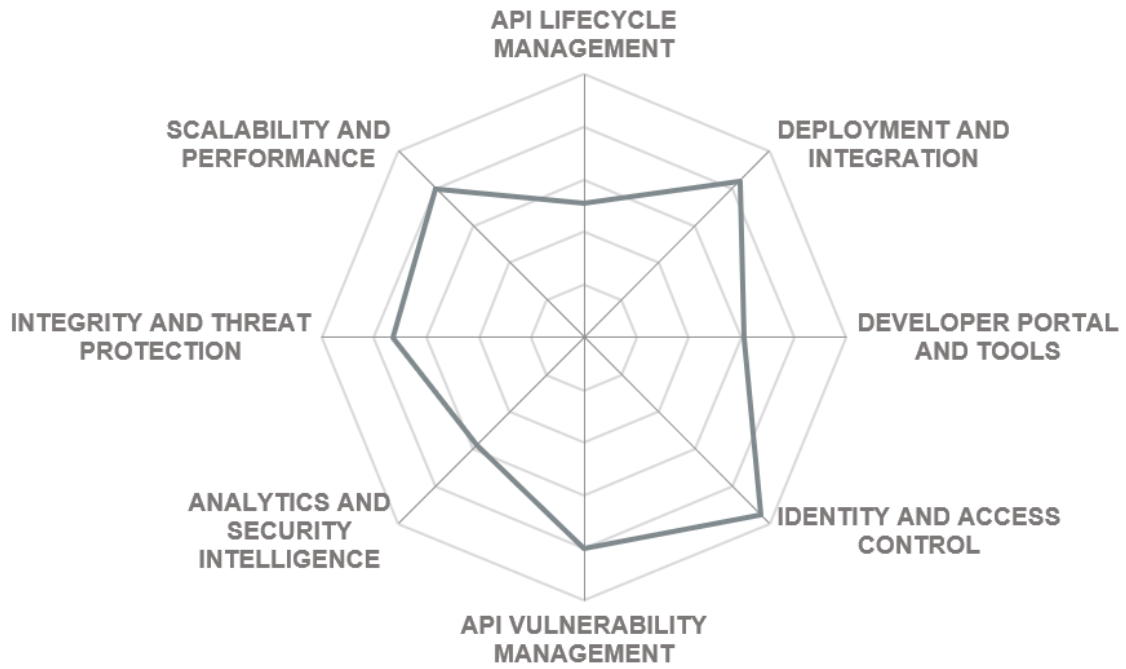 API LIFECYCLE
MANAGEMENT
DEPLOYMENT AND
INTEGRATION
DEVELOPER PORTAL
AND TOOLS
IDENTITY AND ACCESS
CONTROL
API VULNERABILITY
MANAGEMENT
ANALYTICS AND
SECURITY
INTELLIGENCE
INTEGRITY AND THREAT
PROTECTION
SCALABILITY AND
PERFORMANCE